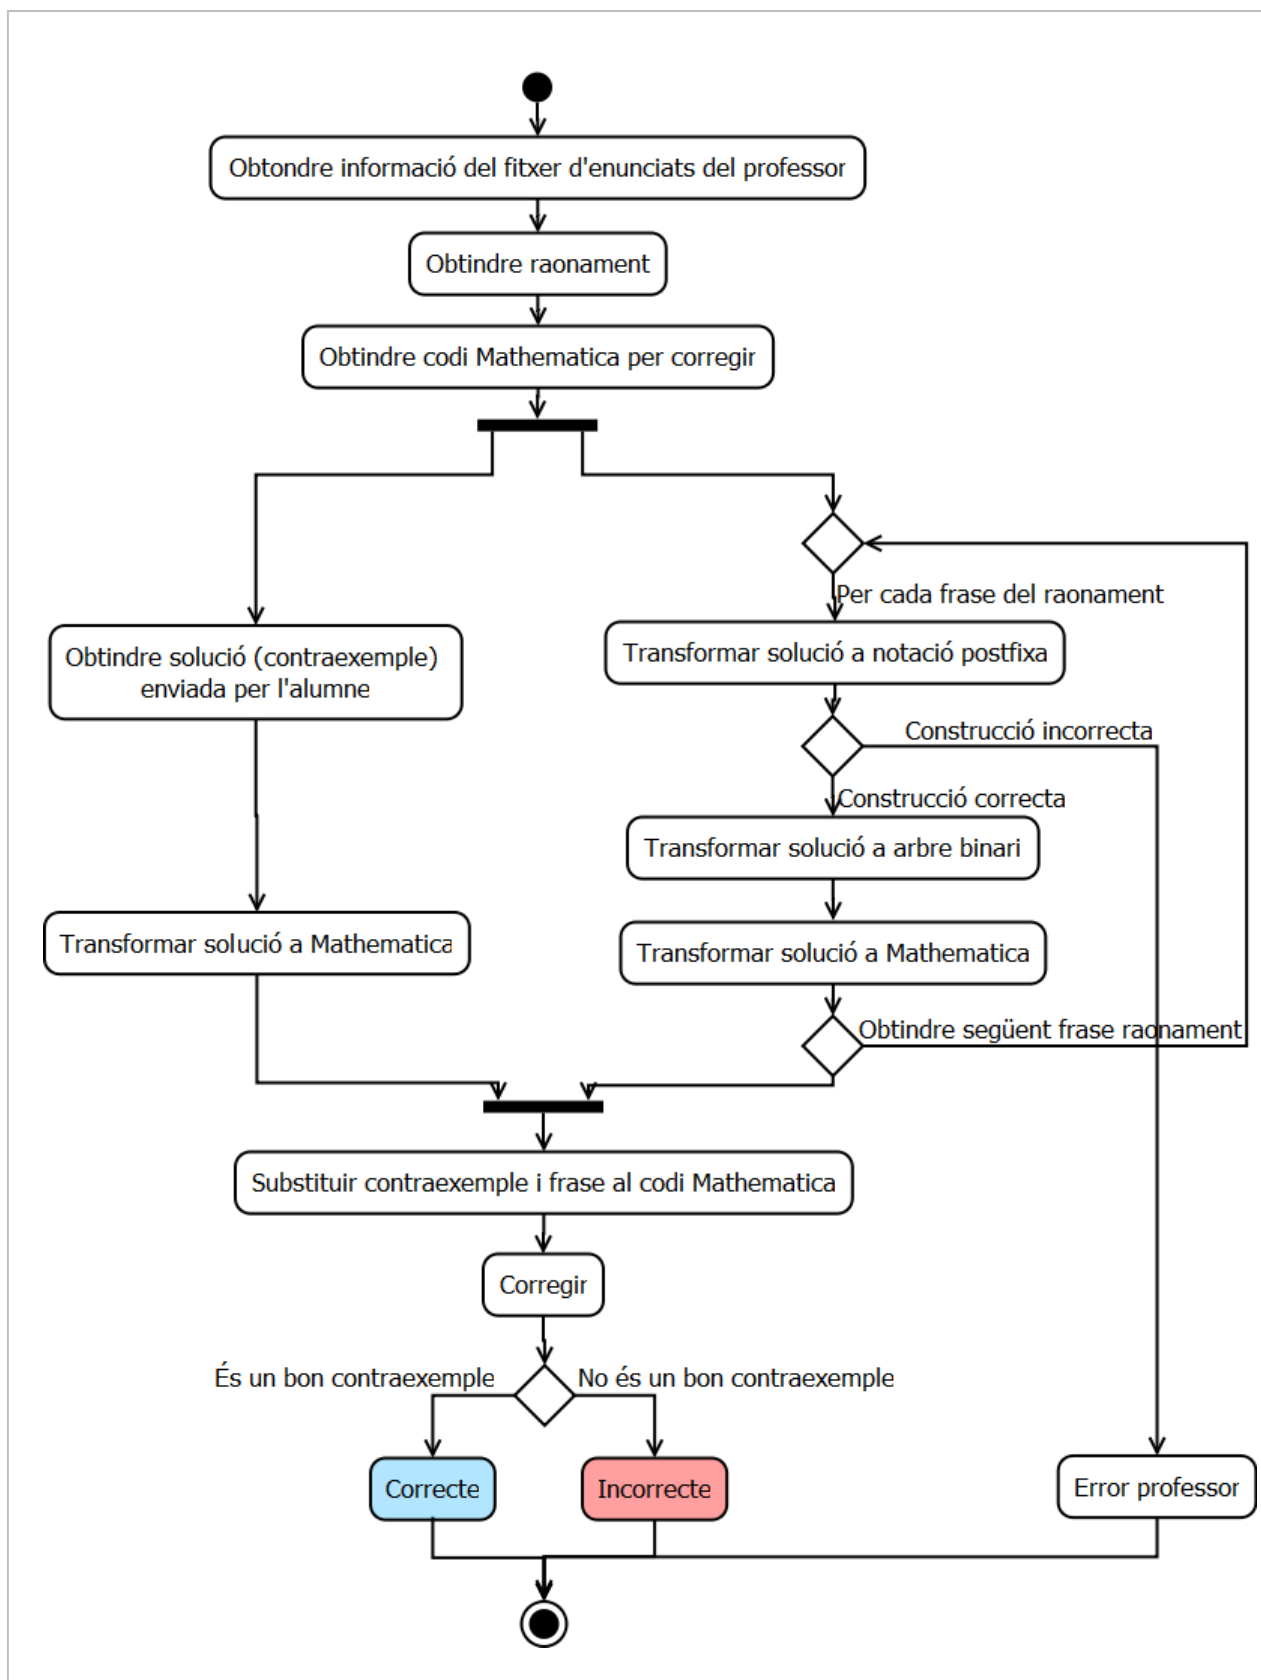 Obtondre informació del fitxer d'enunciats del professor
Obtindre raonament
Obtindre codi Mathematica per corregir
Per cada frase del raonament
Obtindre solució (contraexemple)
enviada per l'alumne
Transformar solució a notació postfixa
Construcció incorrecta
Construcció correcta
Transformar solució a arbre binari
Transformar solució a Mathematica
Transformar solució a Mathematica
Obtindre següent frase raonament
Substituir contraexemple i frase al codi Mathematica
Corregir
És un bon contraexemple
No és un bon contraexemple
Correcte
Incorrecte
Error professor